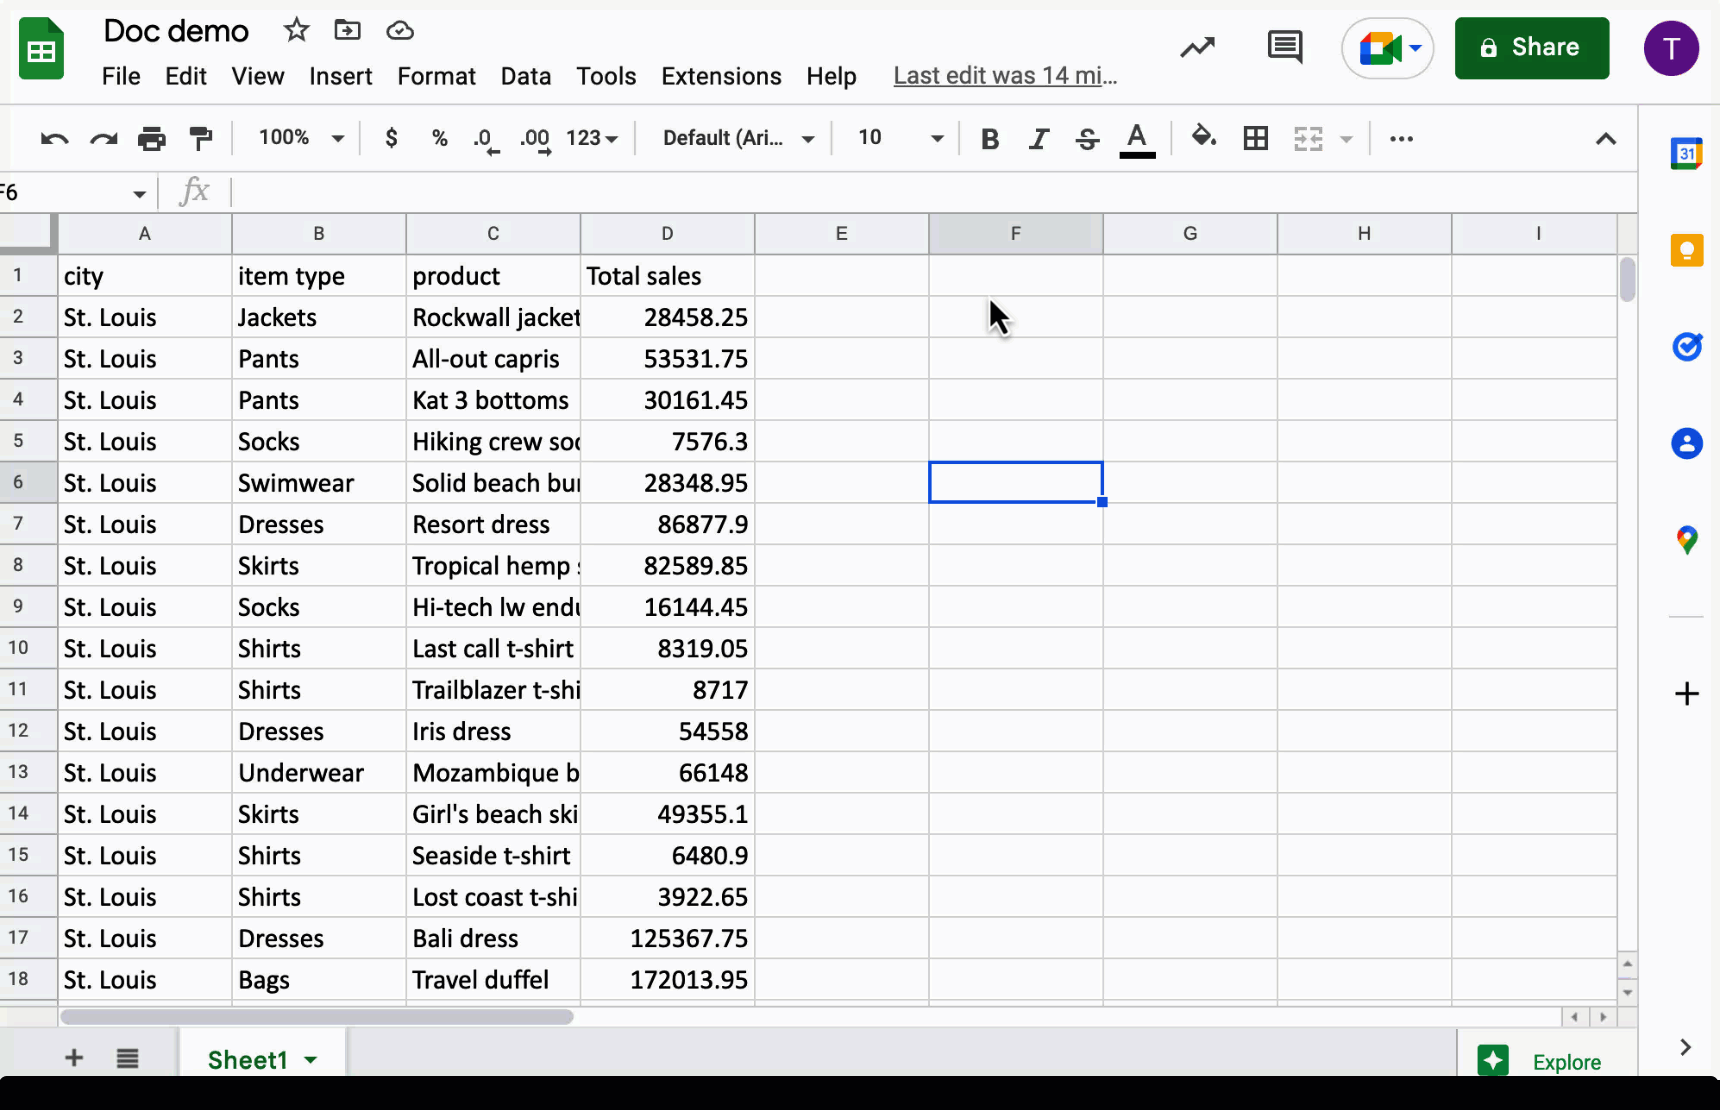 Doc demo
File Edit View Insert Format Data Tools Extensions Help Last edit was 14 mi...
Share
T
100% $ % .0 .00 123 Default (Ari... 10 B I S A
31
F6 fx
A B C D E F G H I
1 city item type product Total sales
2 St. Louis Jackets Rockwall jacket 28458.25
3 St. Louis Pants All-out capris 53531.75
4 St. Louis Pants Kat 3 bottoms 30161.45
5 St. Louis Socks Hiking crew soc 7576.3
6 St. Louis Swimwear Solid beach bur 28348.95
7 St. Louis Dresses Resort dress 86877.9
8 St. Louis Skirts Tropical hemp s 82589.85
9 St. Louis Socks Hi-tech lw endu 16144.45
10 St. Louis Shirts Last call t-shirt 8319.05
11 St. Louis Shirts Trailblazer t-shi 8717
12 St. Louis Dresses Iris dress 54558
13 St. Louis Underwear Mozambique b 66148
14 St. Louis Skirts Girl's beach ski 49355.1
15 St. Louis Shirts Seaside t-shirt 6480.9
16 St. Louis Shirts Lost coast t-shi 3922.65
17 St. Louis Dresses Bali dress 125367.75
18 St. Louis Bags Travel duffel 172013.95
Sheet1
Explore